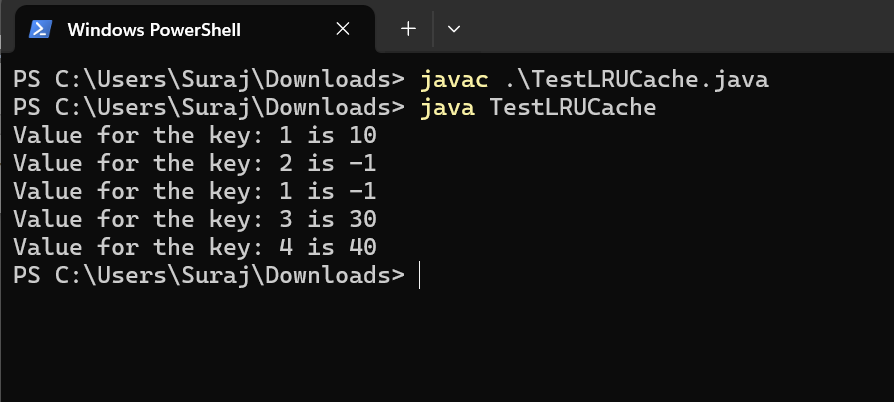 Windows PowerShell
PS C:\Users\Suraj\Downloads> javac .\TestLRUCache.java
PS C:\Users\Suraj\Downloads> java TestLRUCache
Value for the key: 1 is 10
Value for the key: 2 is -1
Value for the key: 1 is -1
Value for the key: 3 is 30
Value for the key: 4 is 40
PS C:\Users\Suraj\Downloads>